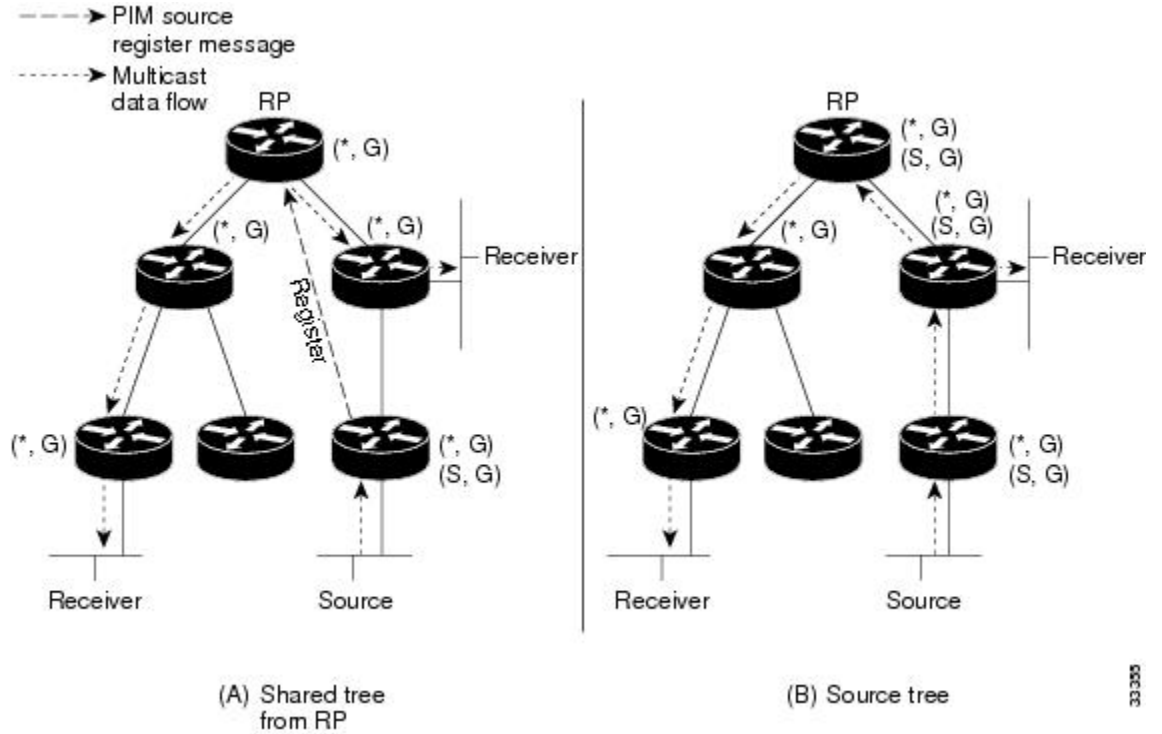 PIM source
register message
Multicast
data flow
RP
(*, G)
(*, G)
(*, G)
Receiver
Register
(*, G)
(*, G)
(S, G)
Receiver
Source
(A) Shared tree
from RP
RP
(*, G)
(S, G)
(*, G)
(S, G)
(*, G)
Receiver
(*, G)
(*, G)
(S, G)
Receiver
Source
(B) Source tree
33355